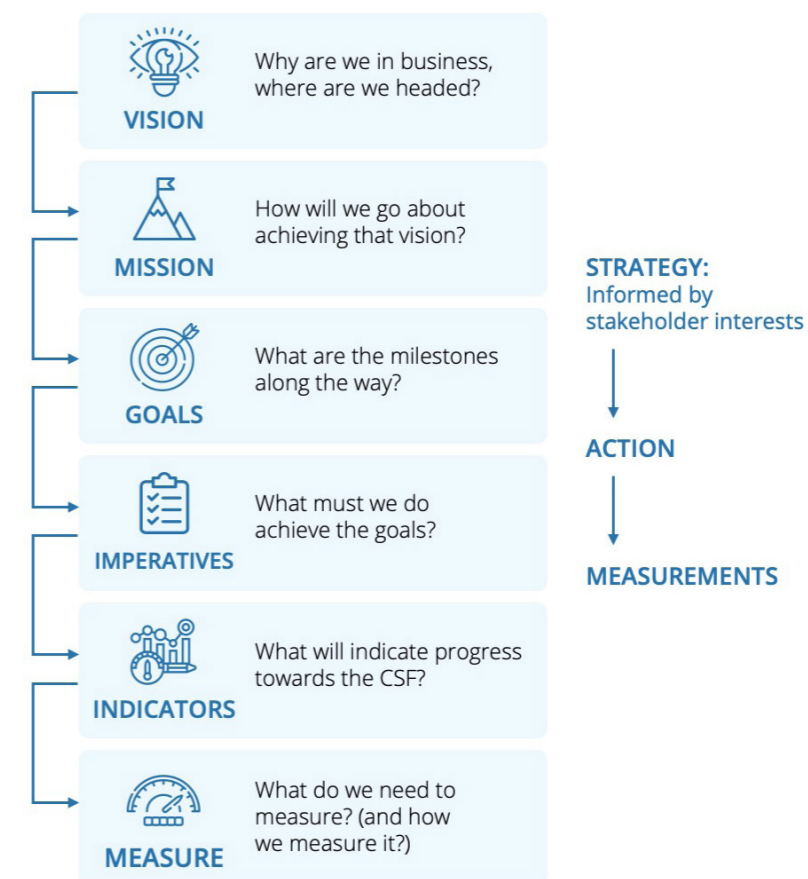 Why are we in business,
where are we headed?
VISION
How will we go about
achieving that vision?
MISSION
What are the milestones
along the way?
GOALS
What must we do
achieve the goals?
IMPERATIVES
What will indicate progress
towards the CSF?
INDICATORS
What do we need to
measure? (and how
we measure it?)
MEASURE
STRATEGY:
Informed by
stakeholder interests
ACTION
MEASUREMENTS